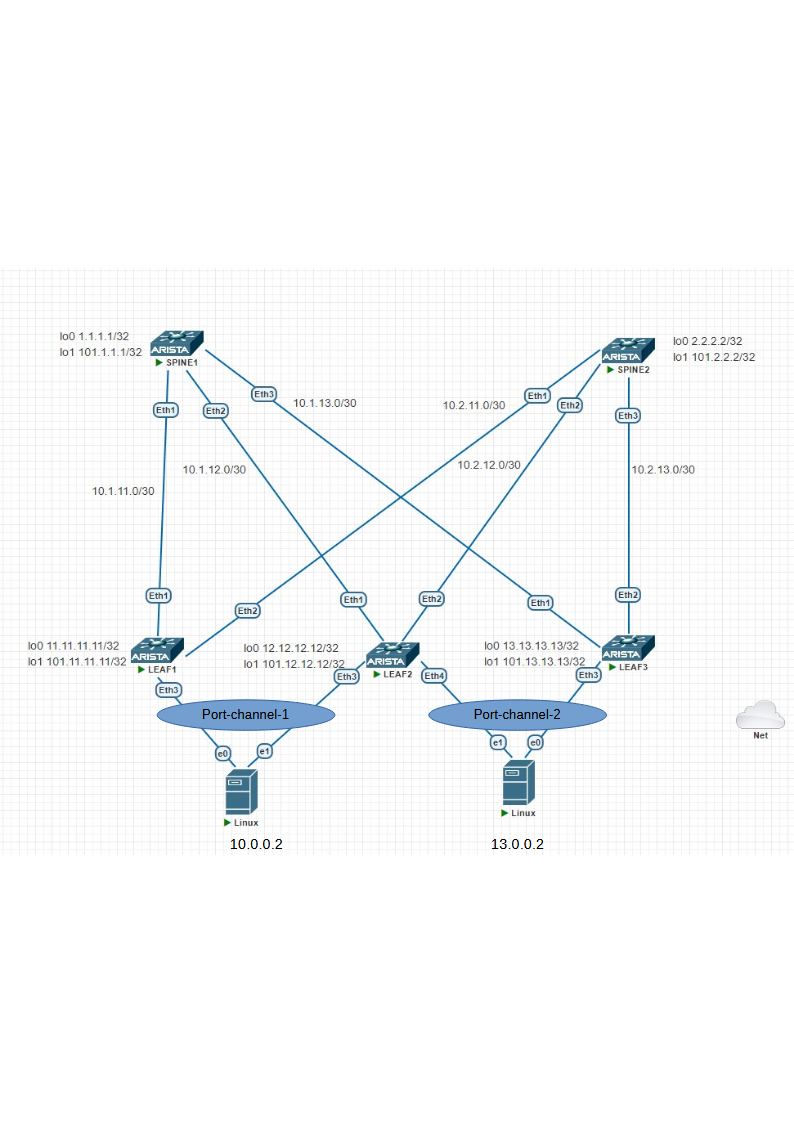 lo0 1.1.1.1/32
lo1 101.1.1.1/32
ARISTA
SPINE1
lo0 2.2.2.2/32
lo1 101.2.2.2/32
ARISTA
SPINE2
Eth1
Eth2
Eth3
10.1.13.0/30
10.2.11.0/30
Eth1
Eth2
Eth3
10.1.12.0/30
10.2.12.0/30
10.2.13.0/30
10.1.11.0/30
Eth1
Eth2
Eth1
Eth2
Eth1
Eth2
lo0 11.11.11.11/32
lo1 101.11.11.11/32
ARISTA
LEAF1
lo0 12.12.12.12/32
lo1 101.12.12.12/32
ARISTA
LEAF2
lo0 13.13.13.13/32
lo1 101.13.13.13/32
ARISTA
LEAF3
Eth3
Eth3
Eth4
Eth3
Port-channel-1
Port-channel-2
Net
e0
e1
e1
e0
Linux
Linux
10.0.0.2
13.0.0.2